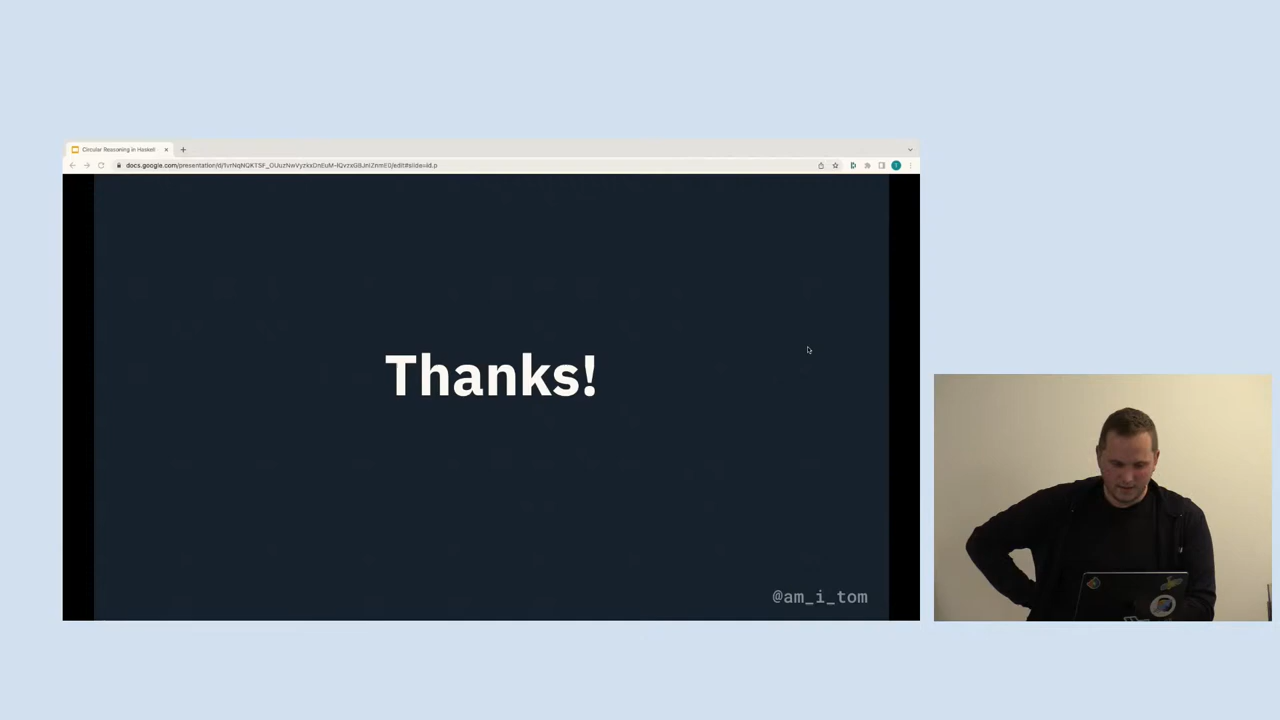 Circular Reasoning in Haskell
Thanks!
@am_i_tom